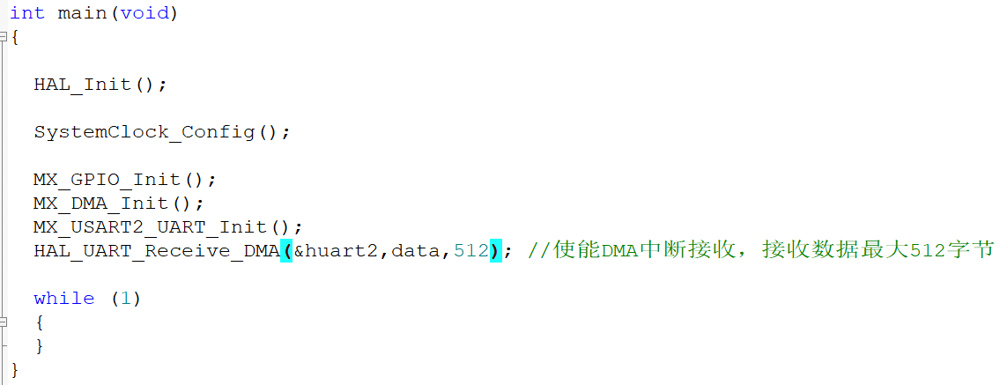 int main(void)
{
HAL_Init();
SystemClock_Config();
MX_GPIO_Init();
MX_DMA_Init();
MX_USART2_UART_Init();
HAL_UART_Receive_DMA(&huart2,data,512); //使能DMA中断接收，接收数据最大512字节
while (1)
{
}
}